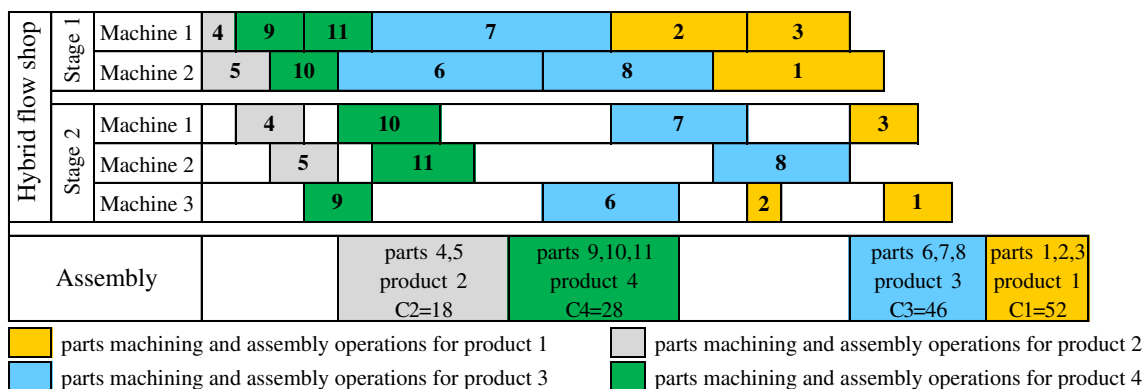 Hybrid flow shop
Stage 1
Machine 1 4 9 11 7 2 3
Machine 2 5 10 6 8 1
Stage 2
Machine 1 4 10 7 3
Machine 2 5 11 8
Machine 3 9 6 2 1
Assembly
parts 4,5
product 2
C2=18
parts 9,10,11
product 4
C4=28
parts 6,7,8
product 3
C3=46
parts 1,2,3
product 1
C1=52
parts machining and assembly operations for product 1
parts machining and assembly operations for product 2
parts machining and assembly operations for product 3
parts machining and assembly operations for product 4